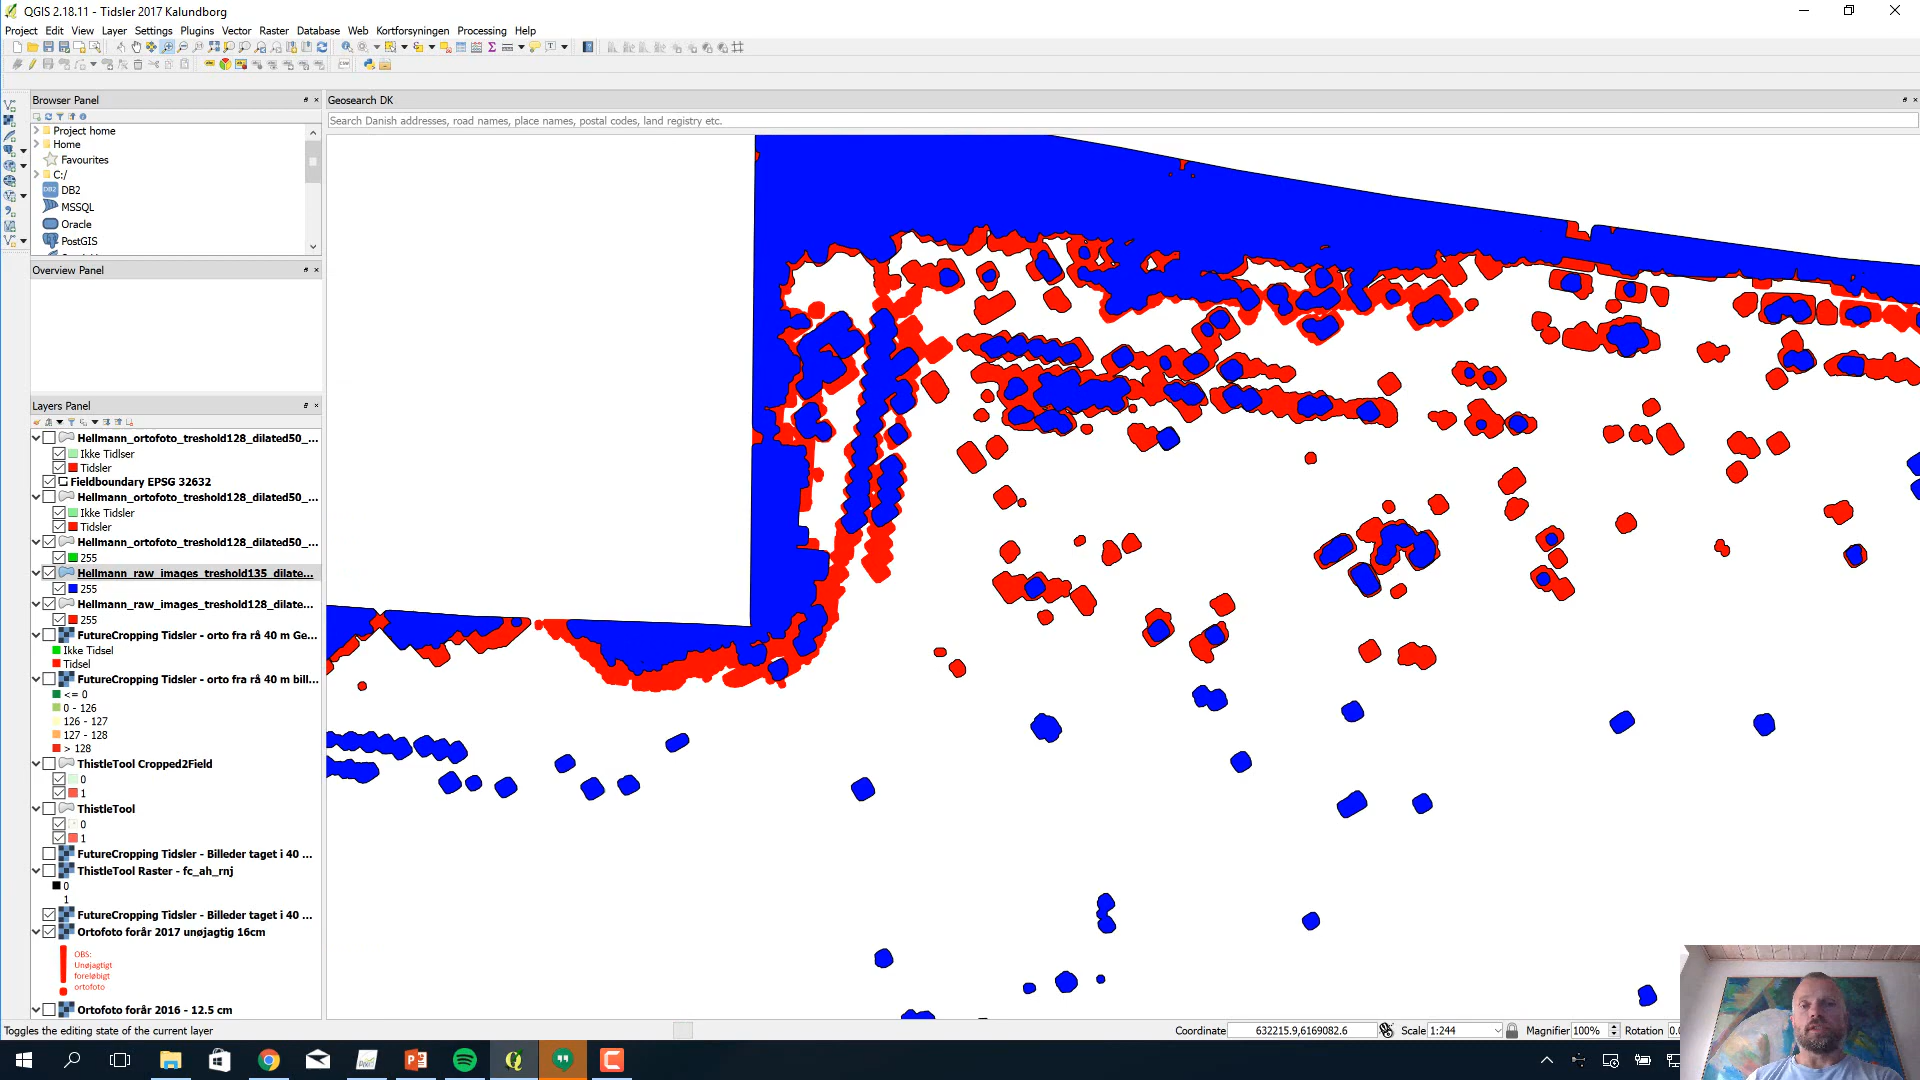 QGIS 2.18.11 - Tidsler 2017 Kalundborg
Project Edit View Layer Settings Plugins Vector Raster Database Web Kortforsyningen Processing Help
Browser Panel
Project home
Home
Favourites
C:/
DB2
MSSQL
Oracle
PostGIS
Overview Panel
Layers Panel
Hellmann_ortofoto_treshold128_dilated50_...
Ikke Tidlser
Tidsler
Fieldboundary EPSG 32632
Hellmann_ortofoto_treshold128_dilated50_...
Ikke Tidsler
Tidsler
Hellmann_ortofoto_treshold128_dilated50_...
255
Hellmann_raw_images_treshold135_dilate...
255
Hellmann_raw_images_treshold128_dilate...
255
FutureCropping Tidsler - orto fra rå 40 m Ge...
Ikke Tidsel
Tidsel
FutureCropping Tidsler - orto fra rå 40 m bill...
<= 0
0 - 126
126 - 127
127 - 128
> 128
ThistleTool Cropped2Field
0
1
ThistleTool
0
1
FutureCropping Tidsler - Billeder taget i 40 ...
ThistleTool Raster - fc_ah_rnj
0
1
FutureCropping Tidsler - Billeder taget i 40 ...
Ortofoto forår 2017 unøjagtig 16cm
OBS:
Unøjagtigt
foreløbigt
ortofoto
Ortofoto forår 2016 - 12.5 cm
Geosearch DK
Search Danish addresses, road names, place names, postal codes, land registry etc.
Toggles the editing state of the current layer
Coordinate 632215.9,6169082.6 Scale 1:244 Magnifier 100% Rotation 0.